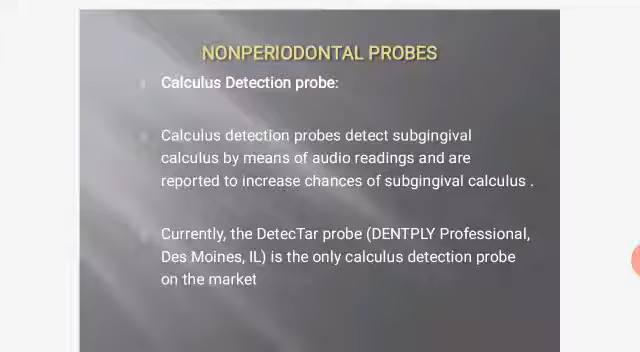 NONPERIODONTAL PROBES
Calculus Detection probe:
Calculus detection probes detect subgingival
calculus by means of audio readings and are
reported to increase chances of subgingival calculus .
Currently, the DetecTar probe (DENTPLY Professional,
Des Moines, IL) is the only calculus detection probe
on the market